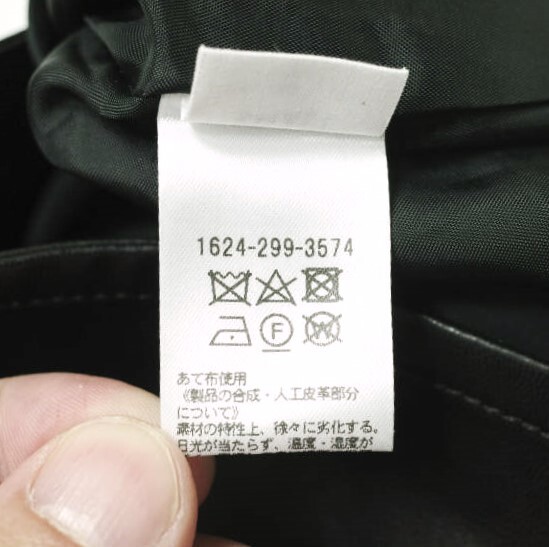 1624-299-3574
F
W
あて布使用
《製品の合成・人工皮革部分
について》
素材の特性上、徐々に劣化する。
日光が当たらず、温度・湿度が